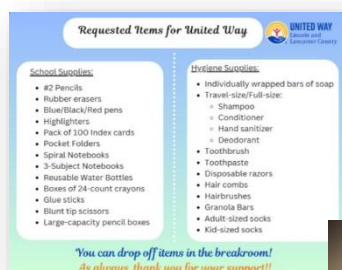 Requested Items for United Way
UNITED WAY
Lincoln and
Lancaster County
School Supplies:
#2 Pencils
Rubber erasers
Blue/Black/Red pens
Highlighters
Pack of 100 Index cards
Pocket Folders
Spiral Notebooks
3-Subject Notebooks
Reusable Water Bottles
Boxes of 24-count crayons
Glue sticks
Blunt tip scissors
Large-capacity pencil boxes
Hygiene Supplies:
Individually wrapped bars of soap
Travel-size/Full-size:
Shampoo
Conditioner
Hand sanitizer
Deodorant
Toothbrush
Toothpaste
Disposable razors
Hair combs
Hairbrushes
Granola Bars
Adult-sized socks
Kid-sized socks
You can drop off items in the breakroom!
As always, thank you for your support!!